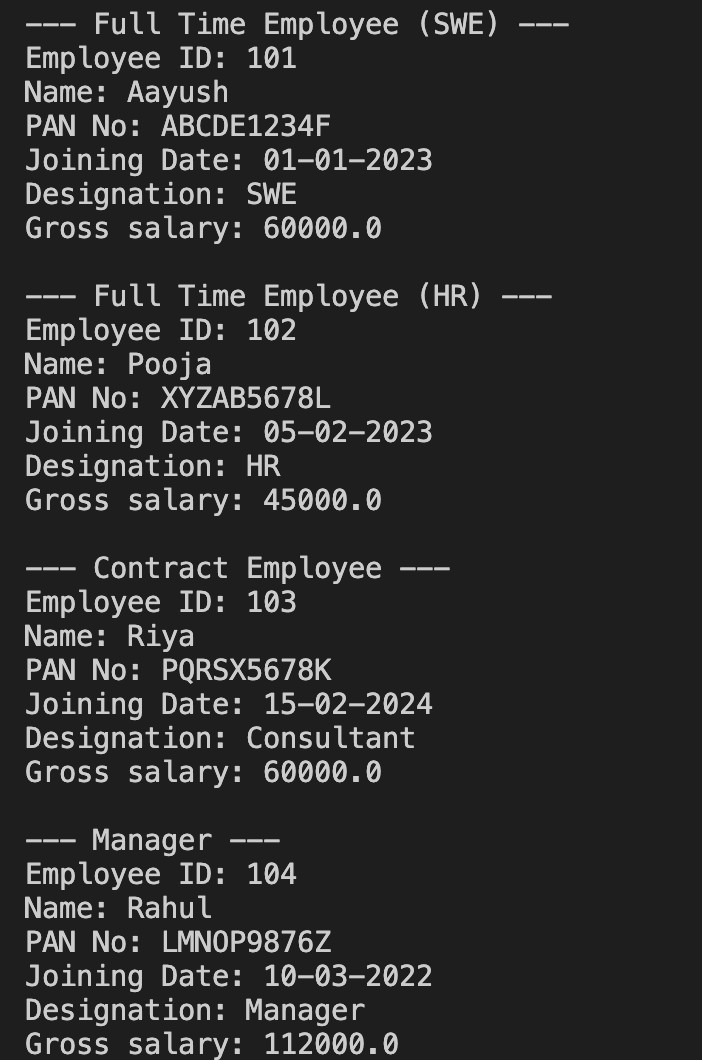 --- Full Time Employee (SWE) ---
Employee ID: 101
Name: Aayush
PAN No: ABCDE1234F
Joining Date: 01-01-2023
Designation: SWE
Gross salary: 60000.0
--- Full Time Employee (HR) ---
Employee ID: 102
Name: Pooja
PAN No: XYZAB5678L
Joining Date: 05-02-2023
Designation: HR
Gross salary: 45000.0
--- Contract Employee ---
Employee ID: 103
Name: Riya
PAN No: PQRSX5678K
Joining Date: 15-02-2024
Designation: Consultant
Gross salary: 60000.0
--- Manager ---
Employee ID: 104
Name: Rahul
PAN No: LMNOP9876Z
Joining Date: 10-03-2022
Designation: Manager
Gross salary: 112000.0